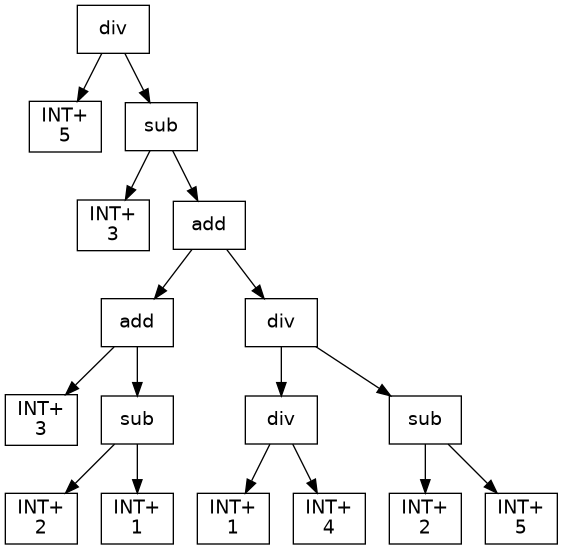 div
INT+
5
sub
INT+
3
add
add
div
INT+
3
sub
div
sub
INT+
2
INT+
1
INT+
1
INT+
4
INT+
2
INT+
5